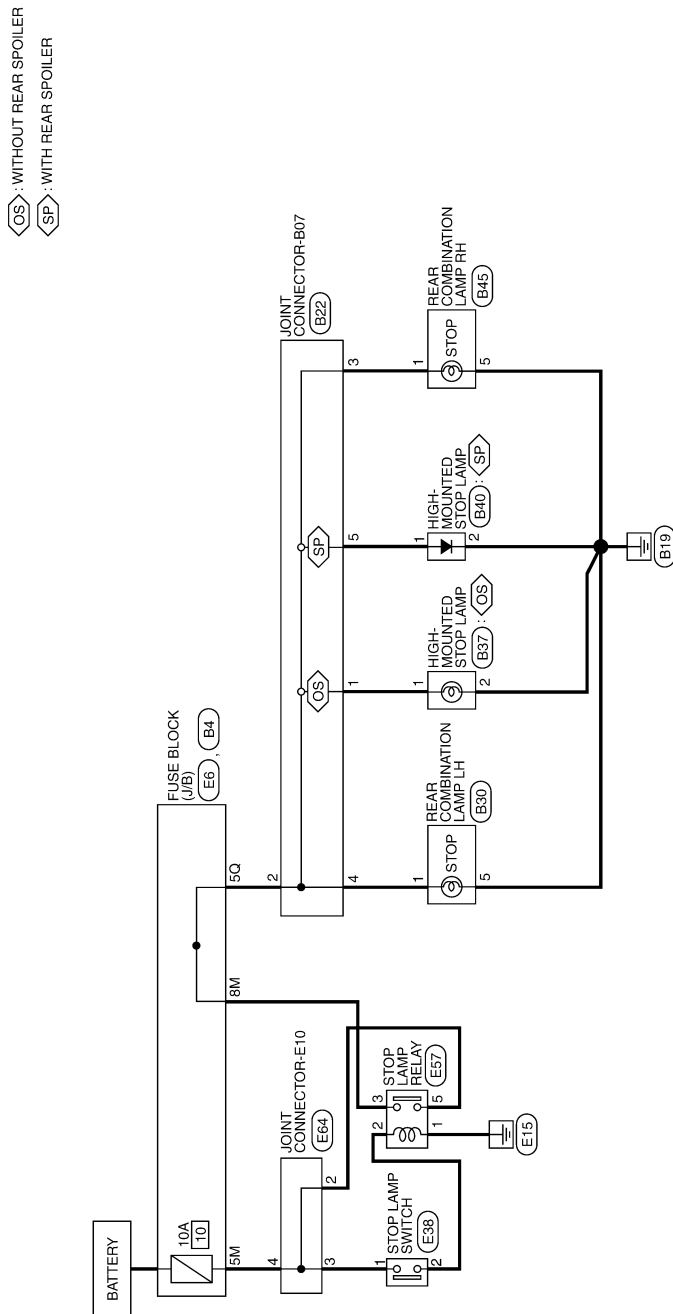 OS : WITHOUT REAR SPOILER
SP : WITH REAR SPOILER
BATTERY
10A
10
FUSE BLOCK
(J/B)
E6 , B4
5M
8M
5Q
JOINT
CONNECTOR-E10
E64
4
3
2
STOP LAMP
SWITCH
E38
1
2
STOP
LAMP
RELAY
E57
2
3
1
5
E15
JOINT
CONNECTOR-B07
B22
2
OS
SP
4
1
5
3
REAR
COMBINATION
LAMP LH
B30
1
STOP
5
HIGH-
MOUNTED
STOP LAMP
B37 : OS
1
2
HIGH-
MOUNTED
STOP LAMP
B40 : SP
1
2
REAR
COMBINATION
LAMP RH
B45
1
STOP
5
B19